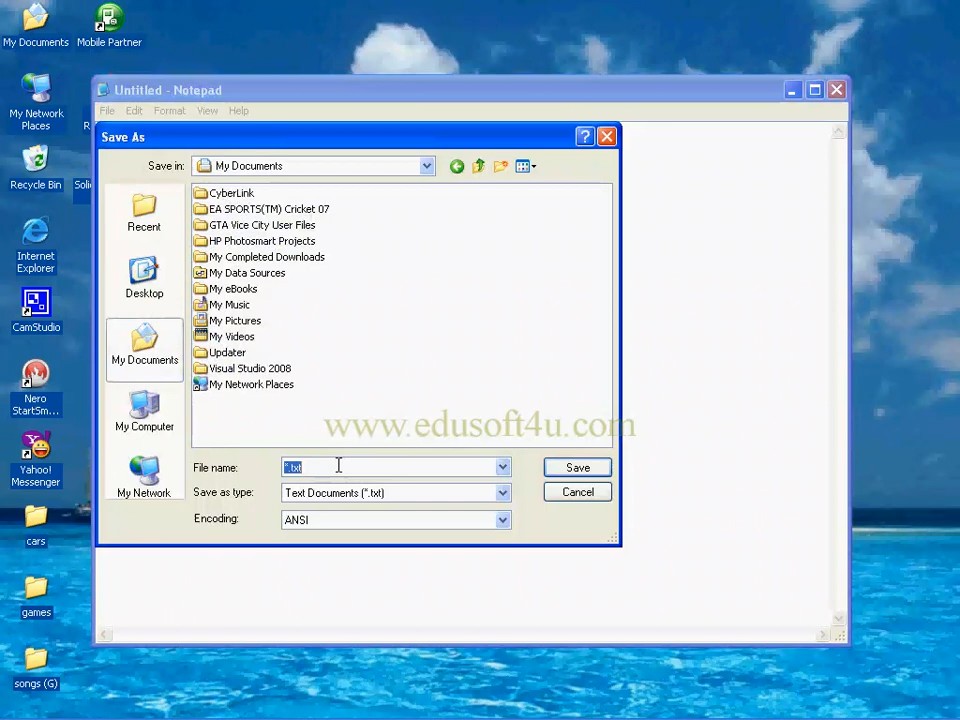 My Documents
Mobile Partner
My Network
Places
Recycle Bin
Internet
Explorer
CamStudio
Nero
StartSm...
Yahoo!
Messenger
cars
games
songs (G)
Untitled - Notepad
File Edit Format View Help
Save As
Save in: My Documents
Recent
Desktop
My Documents
My Computer
My Network
CyberLink
EA SPORTS(TM) Cricket 07
GTA Vice City User Files
HP Photosmart Projects
My Completed Downloads
My Data Sources
My eBooks
My Music
My Pictures
My Videos
Updater
Visual Studio 2008
My Network Places
www.edusoft4u.com
File name: *.txt Save
Save as type: Text Documents (*.txt) Cancel
Encoding: ANSI